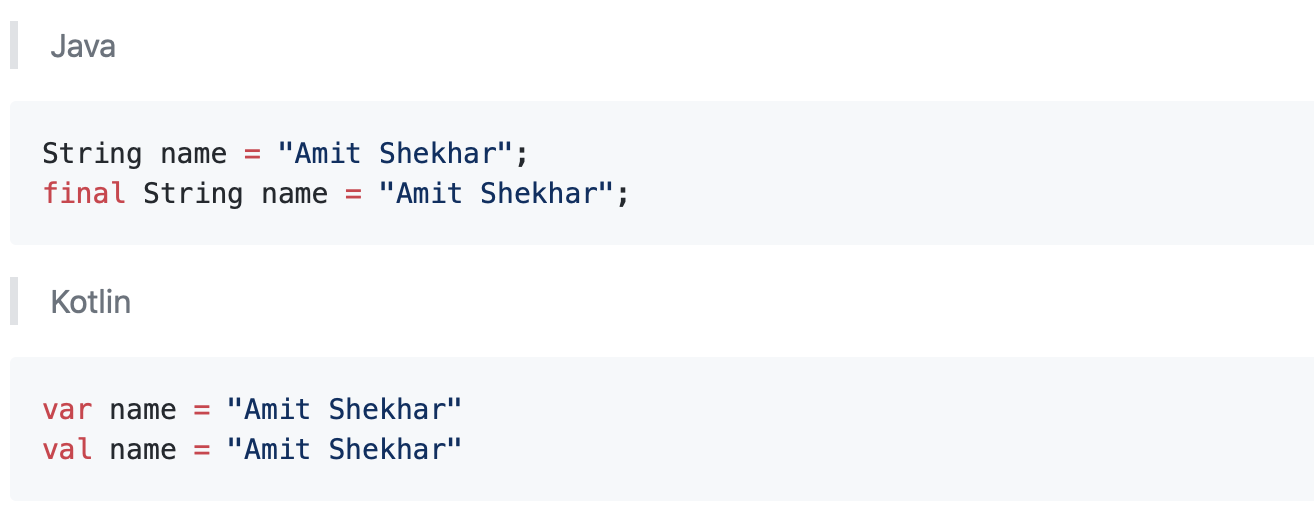 Java
String name = "Amit Shekhar";
final String name = "Amit Shekhar";
Kotlin
var name = "Amit Shekhar"
val name = "Amit Shekhar"